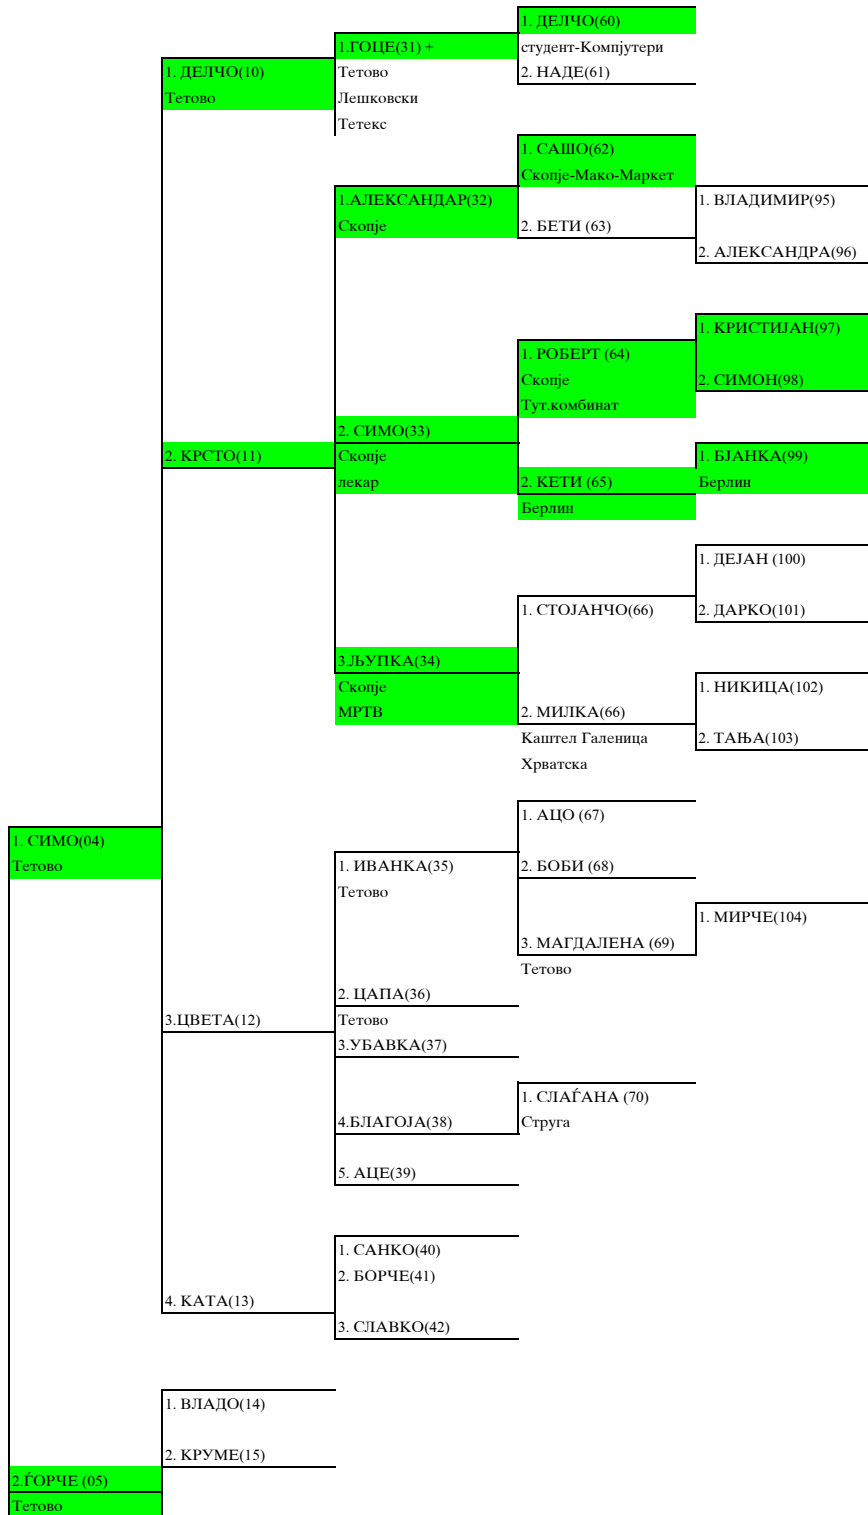 1. ДЕЛЧО(60)
1.ГОЦЕ(31) +
студент-Компјутери
1. ДЕЛЧО(10)
Тетово
2. НАДЕ(61)
Тетово
Лешковски
Тетекс
1. САШО(62)
Скопје-Мако-Маркет
1.АЛЕКСАНДАР(32)
1. ВЛАДИМИР(95)
Скопје
2. БЕТИ (63)
2. АЛЕКСАНДРА(96)
1. КРИСТИЈАН(97)
1. РОБЕРТ (64)
Скопје
2. СИМОН(98)
Тут.комбинат
2. СИМО(33)
2. КРСТО(11)
Скопје
1. БЈАНКА(99)
лекар
2. КЕТИ (65)
Берлин
Берлин
1. ДЕЈАН (100)
1. СТОЈАНЧО(66)
2. ДАРКО(101)
3.ЉУПКА(34)
Скопје
1. НИКИЦА(102)
МРТВ
2. МИЛКА(66)
Каштел Галеница
2. ТАЊА(103)
Хрватска
1. АЦО (67)
1. СИМО(04)
Тетово
1. ИВАНКА(35)
2. БОБИ (68)
Тетово
1. МИРЧЕ(104)
3. МАГДАЛЕНА (69)
Тетово
2. ЦАПА(36)
3.ЦВЕТА(12)
Тетово
3.УБАВКА(37)
1. СЛАЃАНА (70)
4.БЛАГОЈА(38)
Струга
5. АЦЕ(39)
1. САНКО(40)
2. БОРЧЕ(41)
4. КАТА(13)
3. СЛАВКО(42)
1. ВЛАДО(14)
2. КРУМЕ(15)
2.ЃОРЧЕ (05)
Тетово